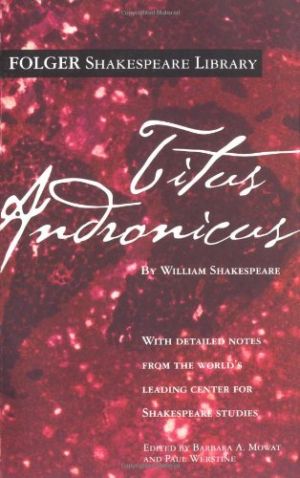 FOLGER SHAKESPEARE LIBRARY
Titus
Andronicus
BY WILLIAM SHAKESPEARE
WITH DETAILED NOTES
FROM THE WORLD'S
LEADING CENTER FOR
SHAKESPEARE STUDIES
EDITED BY BARBARA A. MOWAT
AND PAUL WERSTINE